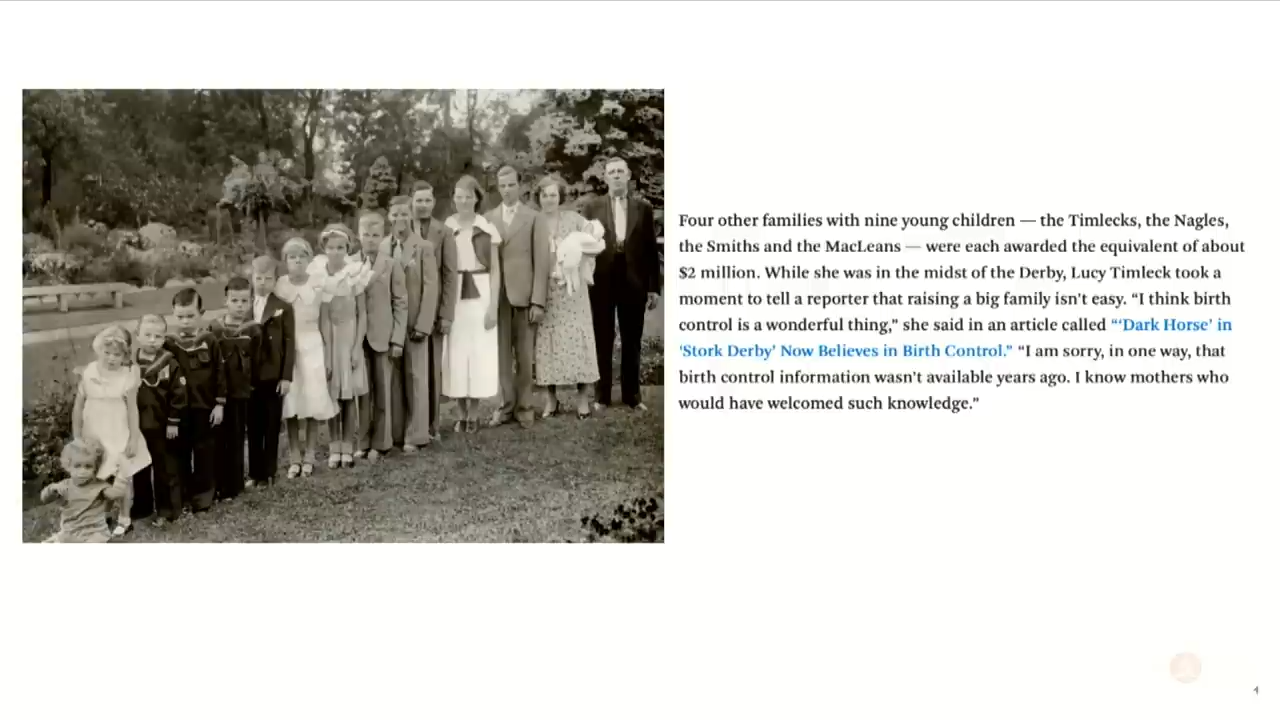 Four other families with nine young children — the Timlecks, the Nagles,
the Smiths and the MacLeans — were each awarded the equivalent of about
$2 million. While she was in the midst of the Derby, Lucy Timleck took a
moment to tell a reporter that raising a big family isn't easy. “I think birth
control is a wonderful thing,” she said in an article called “‘Dark Horse’ in
‘Stork Derby’ Now Believes in Birth Control.” “I am sorry, in one way, that
birth control information wasn't available years ago. I know mothers who
would have welcomed such knowledge.”
4